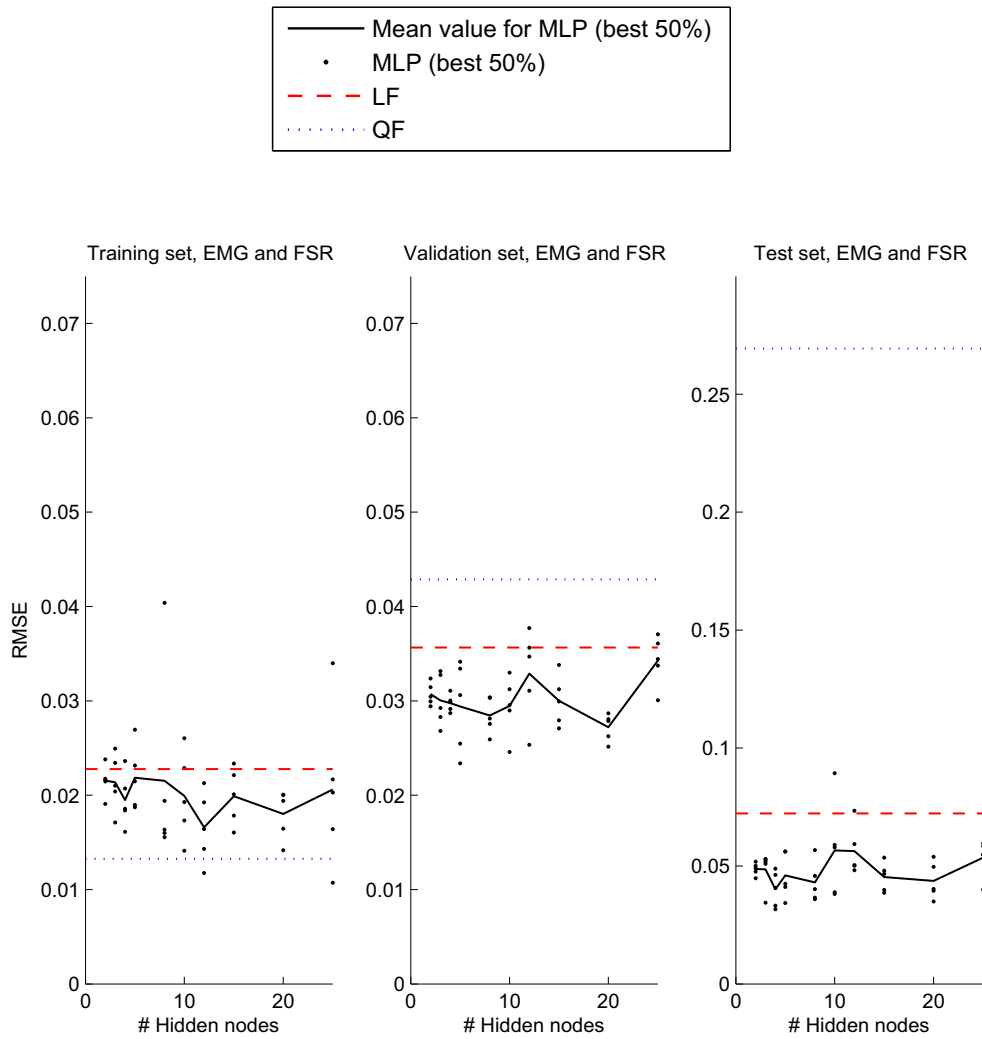 Mean value for MLP (best 50%)
MLP (best 50%)
LF
QF
Training set, EMG and FSR
0.07
0.06
0.05
0.04
0.03
0.02
0.01
0
RMSE
0
10
20
# Hidden nodes
Validation set, EMG and FSR
0.07
0.06
0.05
0.04
0.03
0.02
0.01
0
0
10
20
# Hidden nodes
Test set, EMG and FSR
0.25
0.2
0.15
0.1
0.05
0
0
10
20
# Hidden nodes